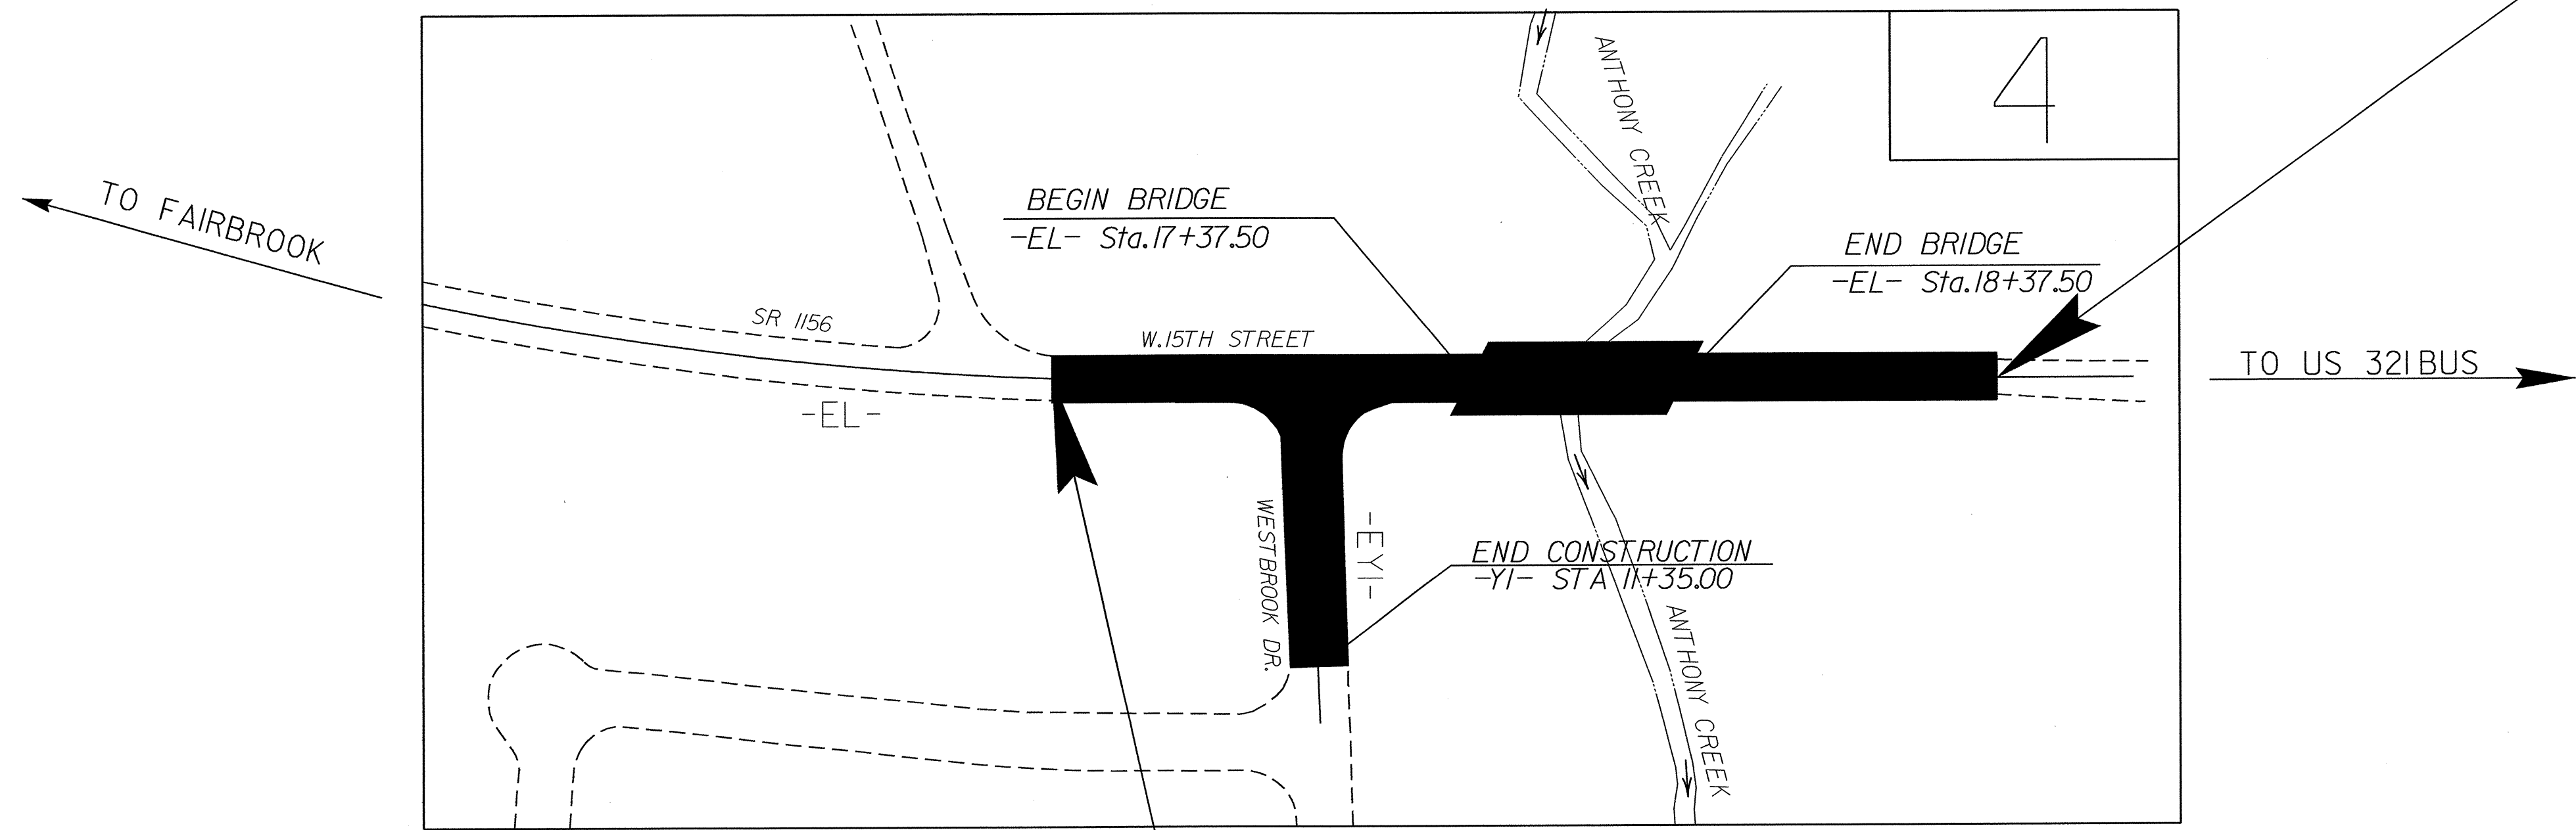 4
ANTHONY CREEK
TO FAIRBROOK
BEGIN BRIDGE
-EL- Sta.17+37.50
END BRIDGE
-EL- Sta.18+37.50
SR 1156
W.15TH STREET
TO US 321BUS
-EL-
WESTBROOK DR.
-EY1-
END CONSTRUCTION
-Y1- STA 11+35.00
ANTHONY CREEK